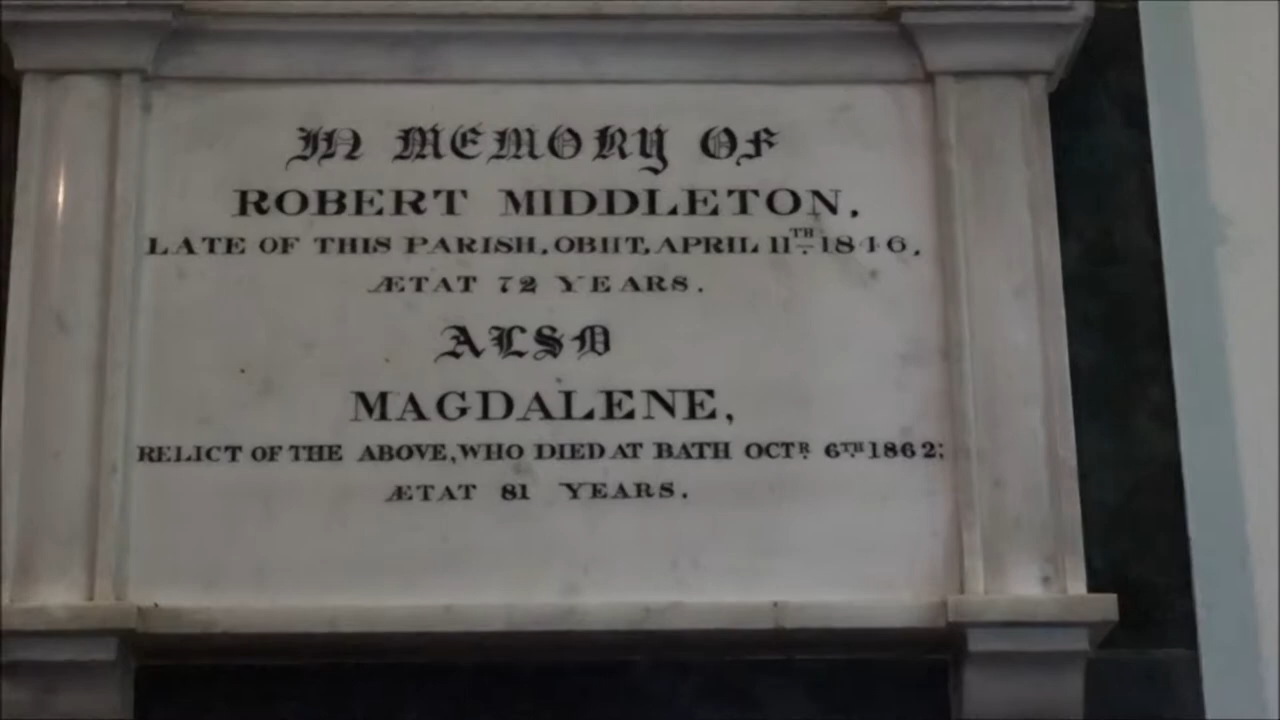 IN MEMORY OF
ROBERT MIDDLETON.
LATE OF THIS PARISH. OBIIT, APRIL 11TH 1846.
ÆTAT 72 YEARS.
ALSO
MAGDALENE,
RELICT OF THE ABOVE, WHO DIED AT BATH OCTR 6TH 1862;
ÆTAT 81 YEARS.